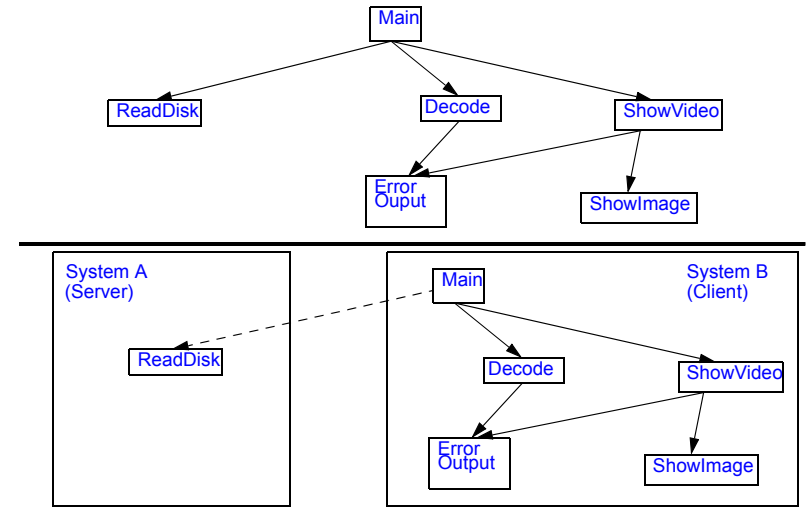 Main
ReadDisk
Decode
ShowVideo
Error
Ouput
ShowImage
System A
(Server)
System B
(Client)
Main
ReadDisk
Decode
ShowVideo
Error
Output
ShowImage